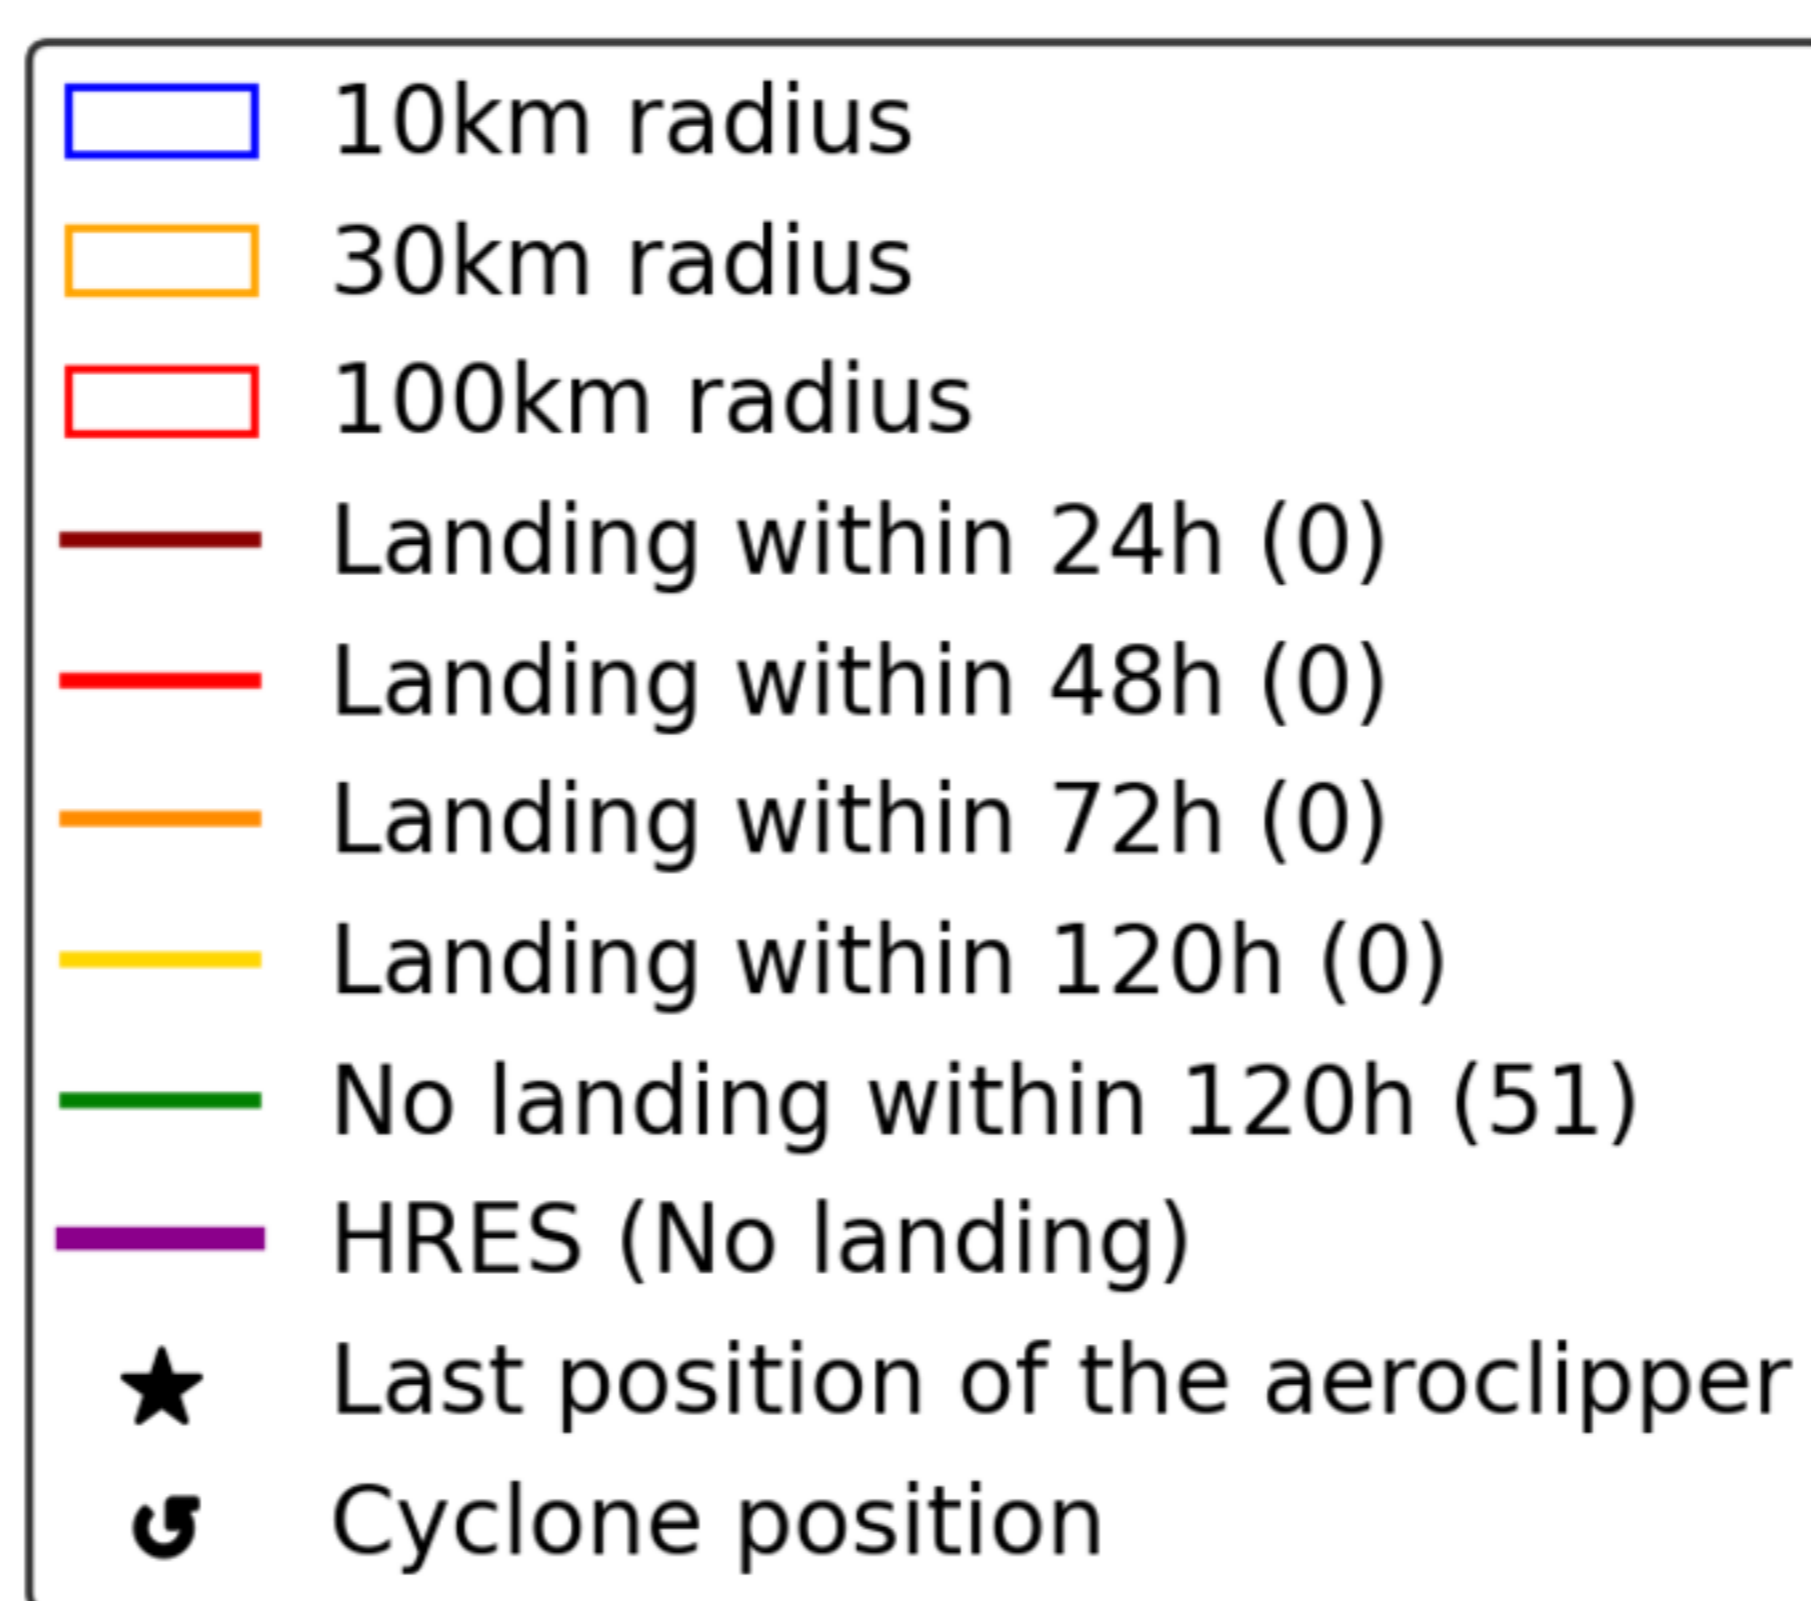 10km radius
30km radius
100km radius
Landing within 24h (0)
Landing within 48h (0)
Landing within 72h (0)
Landing within 120h (0)
No landing within 120h (51)
HRES (No landing)
Last position of the aeroclipper
Cyclone position